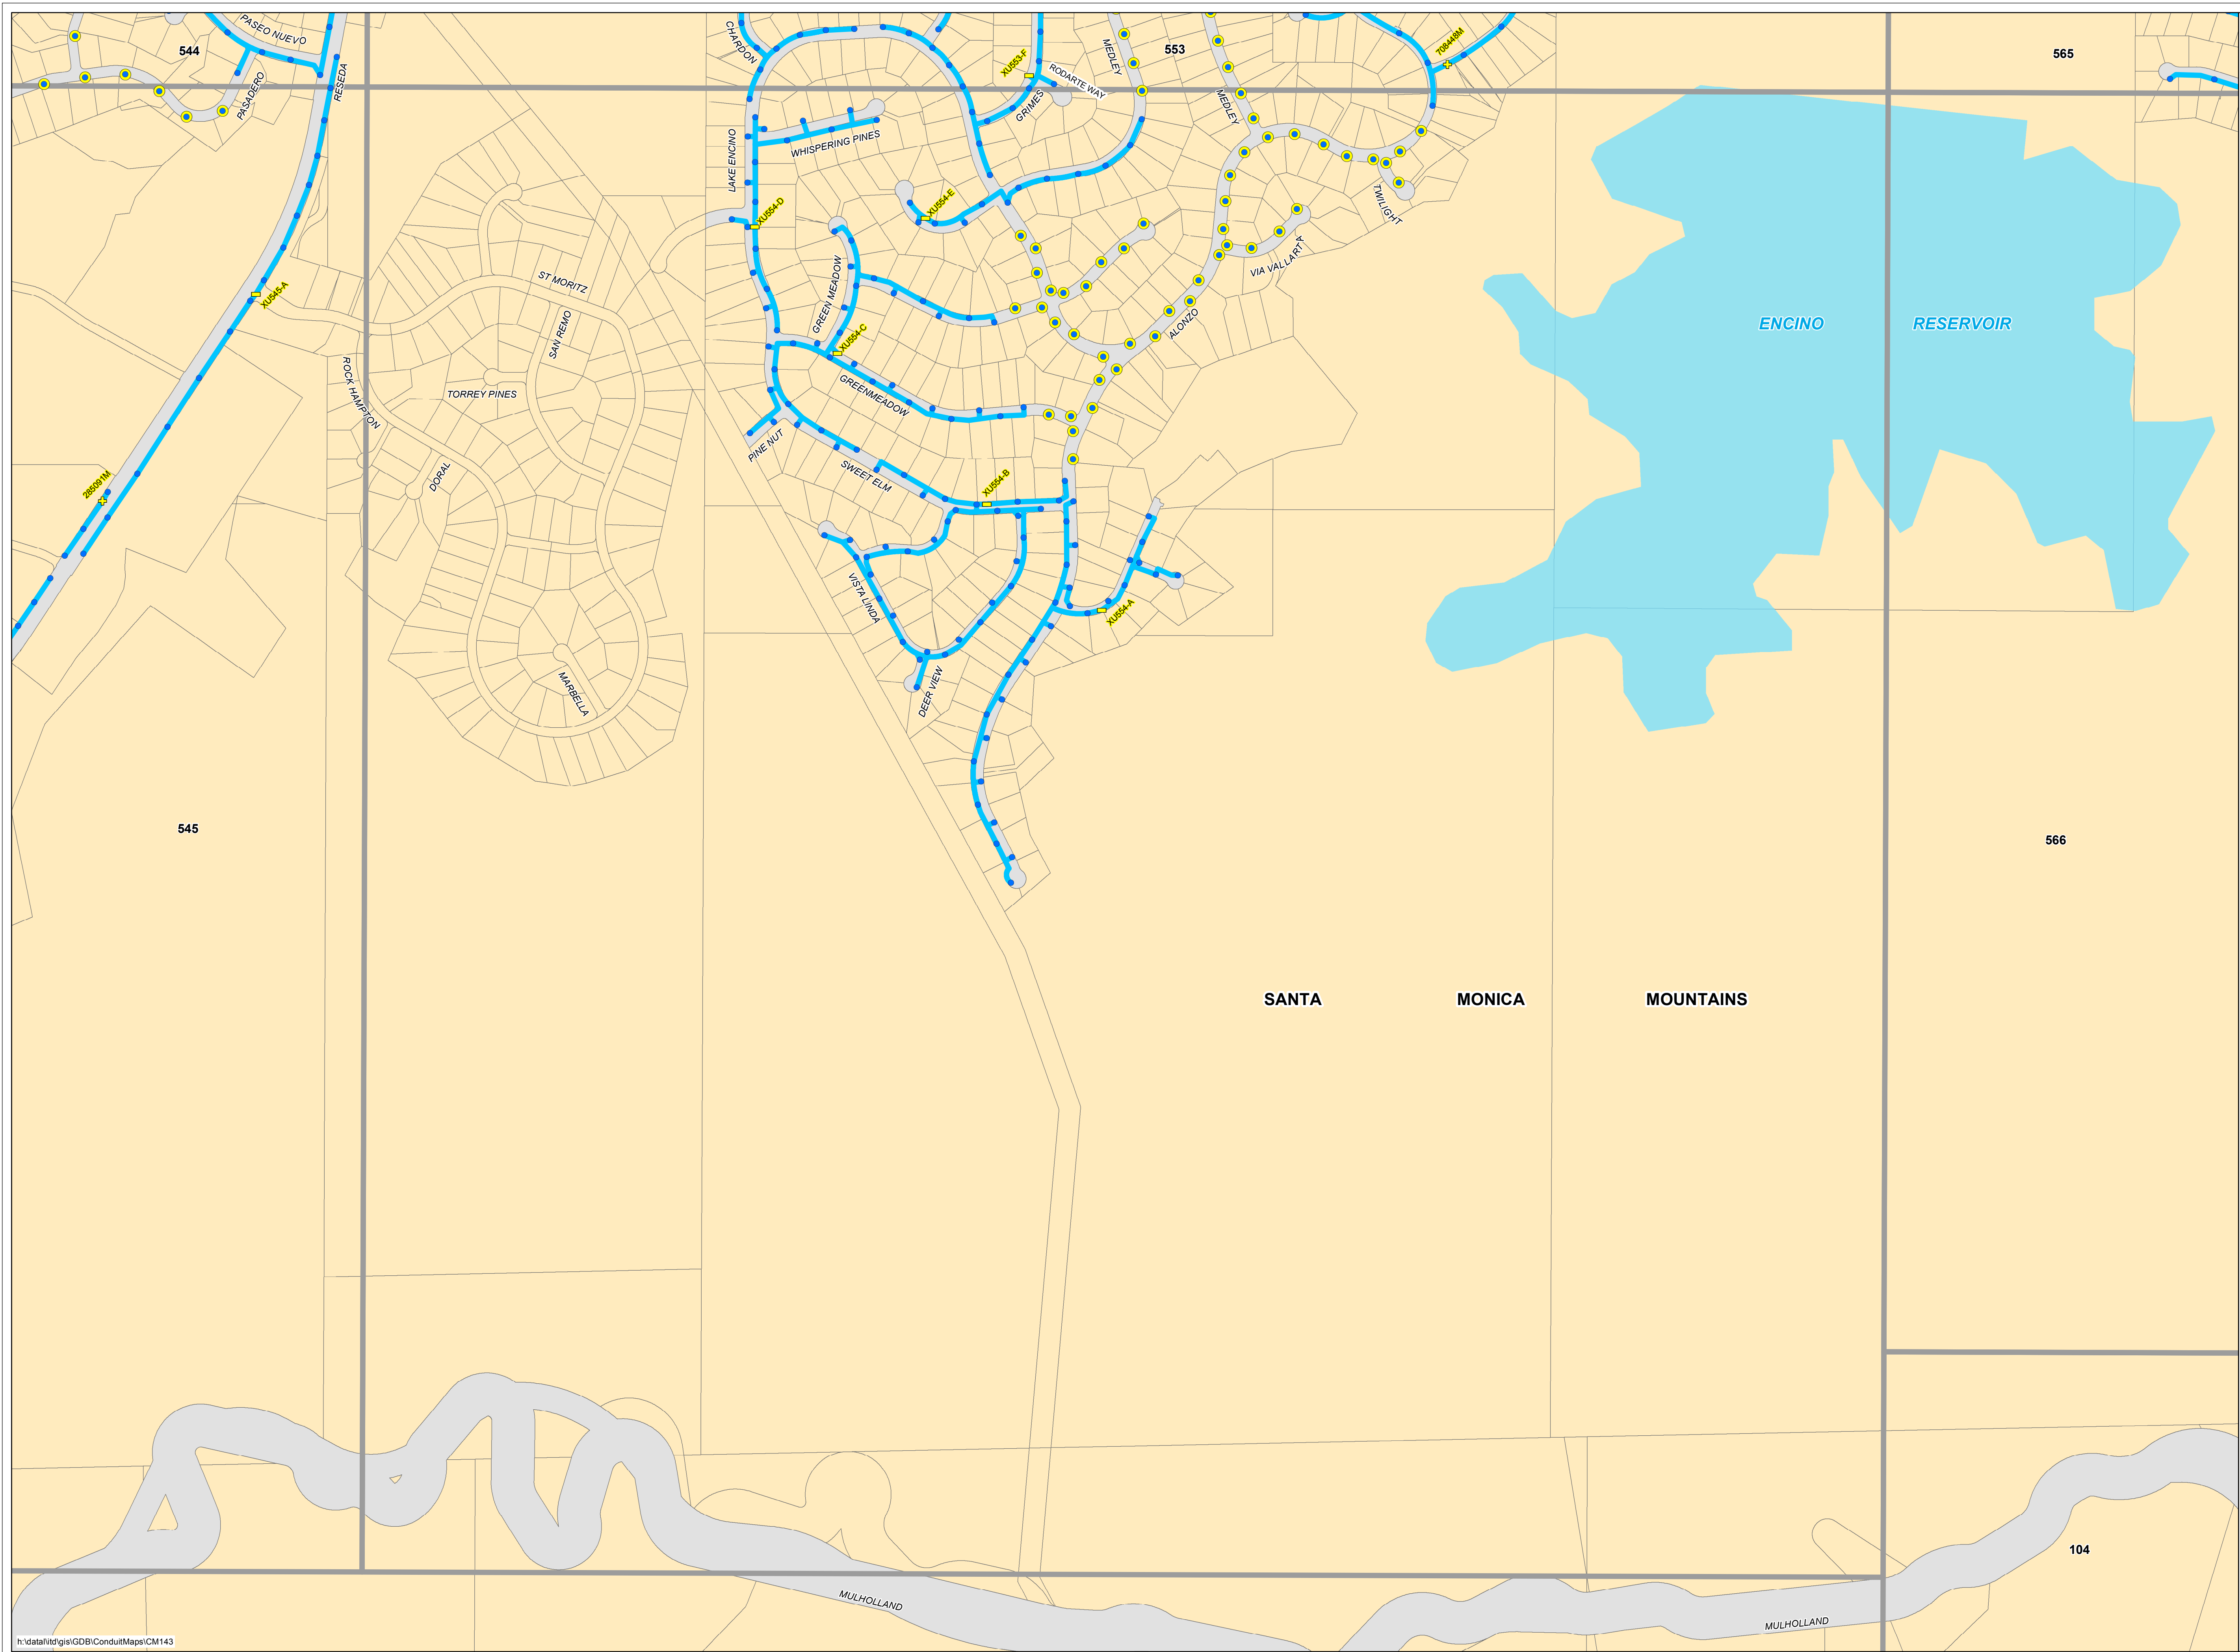 PASEO NUEVO
544
RESEDA
PASADERO
CHARDON
XU553-F
RODARTE WAY
GRIMES
MEDLEY
553
MEDLEY
708448M
565
LAKE ENCINO
WHISPERING PINES
XU554-D
XU554-E
TWILIGHT
VIA VALLARTA
XU545-A
ST MORITZ
SAN REMO
GREEN MEADOW
XU554-C
ALONZO
ENCINO RESERVOIR
ROCK HAMPTON
TORREY PINES
GREENMEADOW
PINE NUT
DORAL
SWEET ELM
XU554-B
285091M
VISTA LINDA
XU554-A
DEER VIEW
MARBELLA
545
566
SANTA MONICA MOUNTAINS
104
MULHOLLAND
MULHOLLAND
h:\data\itd\gis\GDB\ConduitMaps\CM143